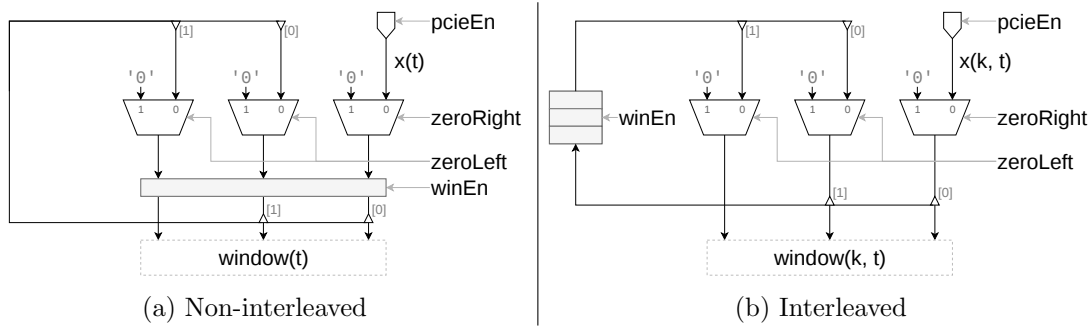 [1]
[0]
pcieEn
x(t)
'0'
'0'
'0'
1 0
1 0
1 0
zeroRight
zeroLeft
winEn
[1]
[0]
window(t)
(a) Non-interleaved
[1]
[0]
pcieEn
x(k, t)
'0'
'0'
'0'
1 0
1 0
1 0
winEn
zeroRight
zeroLeft
[1]
[0]
window(k, t)
(b) Interleaved